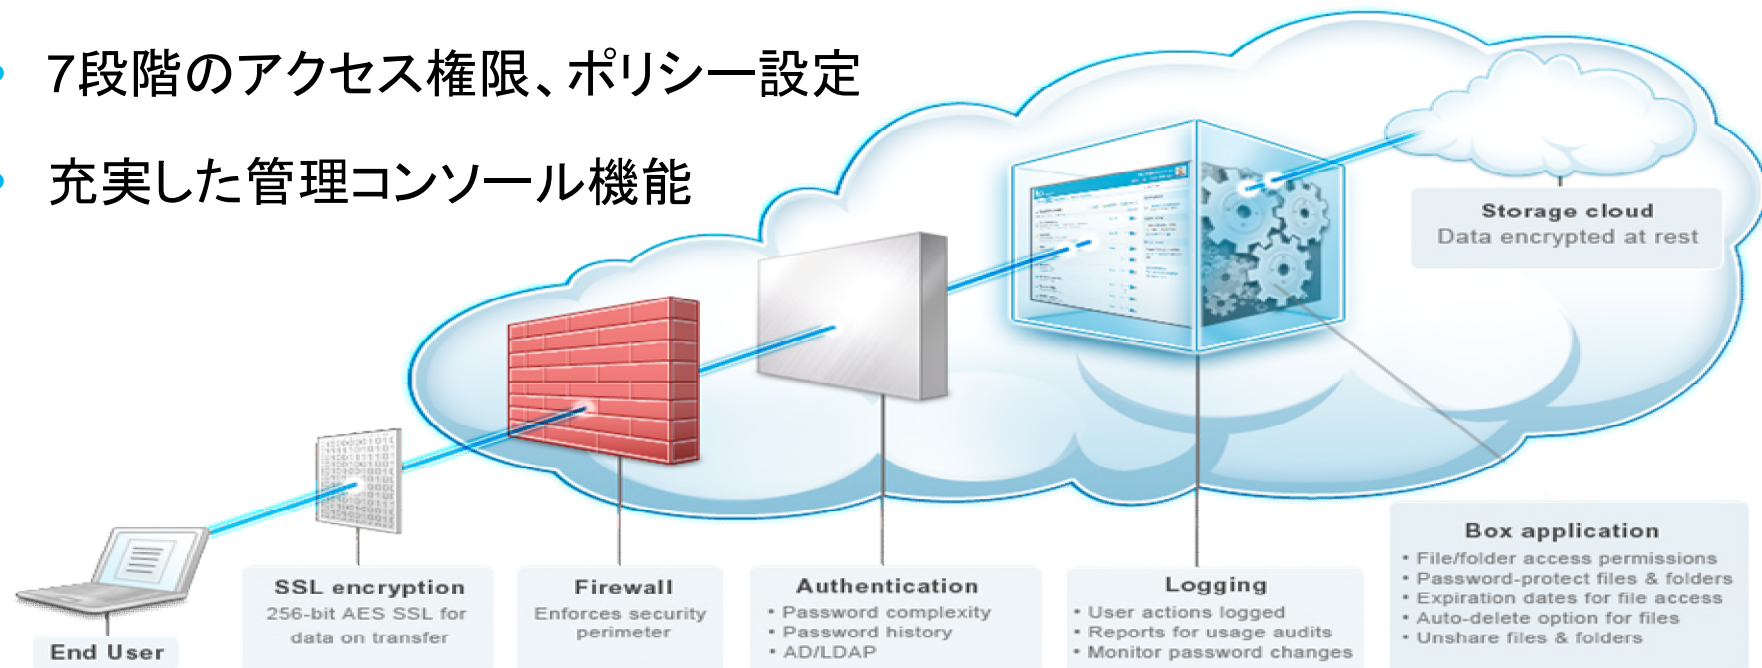 • 7段階のアクセス権限、ポリシー設定
• 充実した管理コンソール機能
Storage cloud
Data encrypted at rest
End User
SSL encryption
256-bit AES SSL for
data on transfer
Firewall
Enforces security
perimeter
Authentication
• Password complexity
• Password history
• AD/LDAP
Logging
• User actions logged
• Reports for usage audits
• Monitor password changes
Box application
• File/folder access permissions
• Password-protect files & folders
• Expiration dates for file access
• Auto-delete option for files
• Unshare files & folders